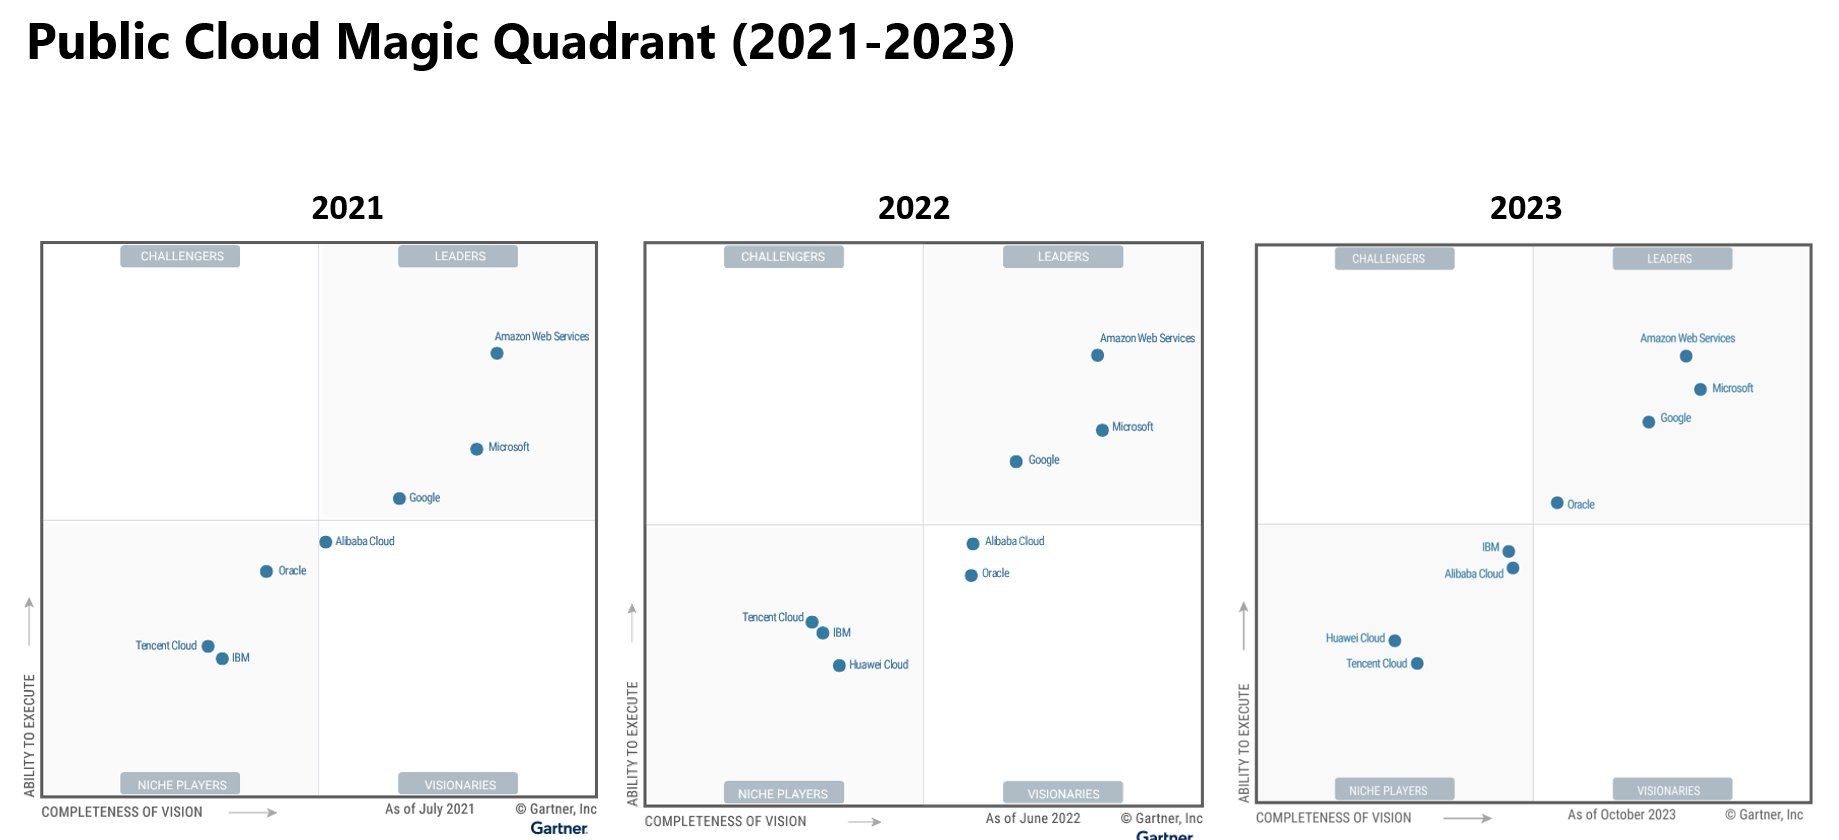 Public Cloud Magic Quadrant (2021-2023)
2021
CHALLENGERS
LEADERS
Amazon Web Services
Microsoft
Google
Alibaba Cloud
Oracle
Tencent Cloud
IBM
NICHE PLAYERS
VISIONARIES
ABILITY TO EXECUTE
COMPLETENESS OF VISION
As of July 2021
© Gartner, Inc
Gartner
2022
CHALLENGERS
LEADERS
Amazon Web Services
Microsoft
Google
Alibaba Cloud
Oracle
Tencent Cloud
IBM
Huawei Cloud
NICHE PLAYERS
VISIONARIES
ABILITY TO EXECUTE
COMPLETENESS OF VISION
As of June 2022
© Gartner, Inc
Gartner
2023
CHALLENGERS
LEADERS
Amazon Web Services
Microsoft
Google
Oracle
IBM
Alibaba Cloud
Huawei Cloud
Tencent Cloud
NICHE PLAYERS
VISIONARIES
ABILITY TO EXECUTE
COMPLETENESS OF VISION
As of October 2023
© Gartner, Inc